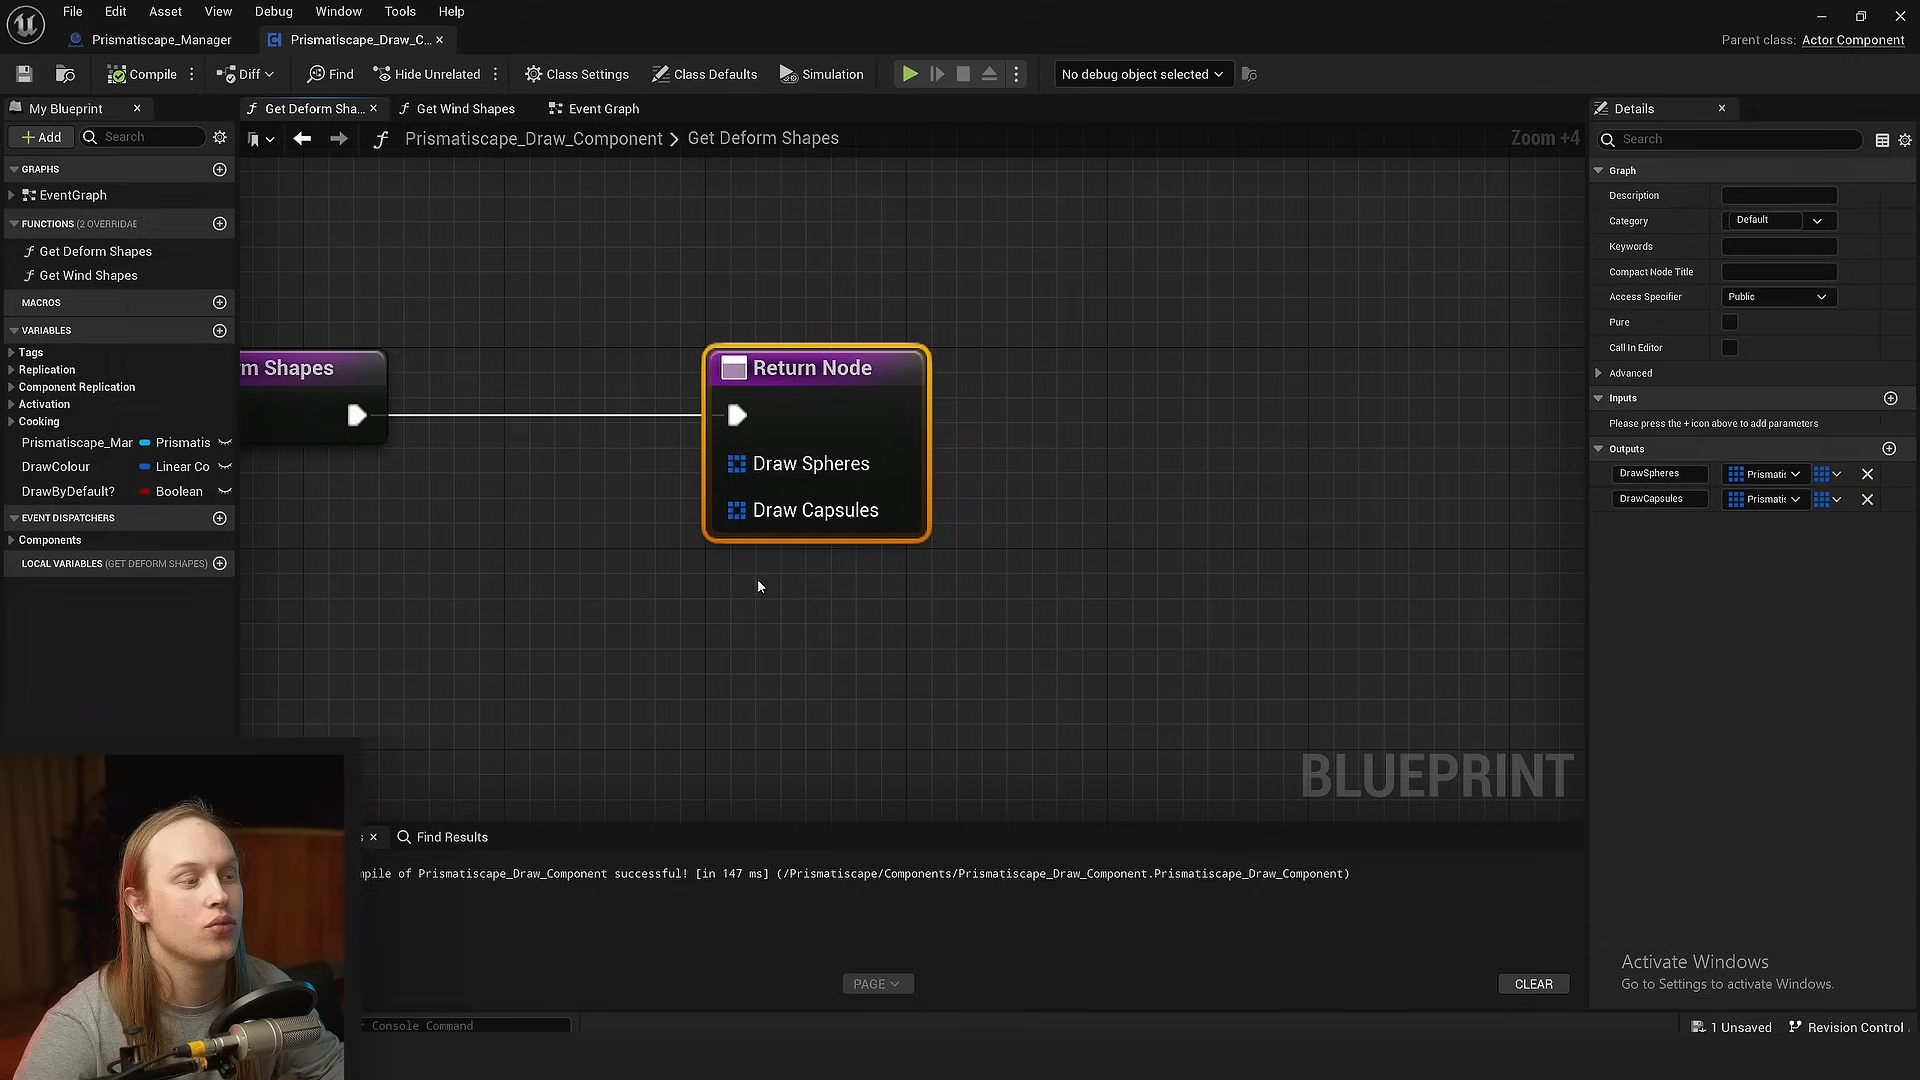 File Edit Asset View Debug Window Tools Help
Prismatiscape_Manager
Prismatiscape_Draw_C...
Parent class: Actor Component
Compile
Diff
Find
Hide Unrelated
Class Settings
Class Defaults
Simulation
No debug object selected
My Blueprint
Get Deform Sha...
Get Wind Shapes
Event Graph
Details
Add
Search
Prismatiscape_Draw_Component > Get Deform Shapes
Zoom +4
Search
GRAPHS
EventGraph
FUNCTIONS (2 OVERRIDAE
Get Deform Shapes
Get Wind Shapes
MACROS
VARIABLES
Tags
Replication
Component Replication
Activation
Cooking
Prismatiscape_Mar Prismatis
DrawColour Linear Co
DrawByDefault? Boolean
EVENT DISPATCHERS
Components
LOCAL VARIABLES (GET DEFORM SHAPES)
m Shapes
Return Node
Draw Spheres
Draw Capsules
BLUEPRINT
Graph
Description
Category Default
Keywords
Compact Node Title
Access Specifier Public
Pure
Call In Editor
Advanced
Inputs
Please press the + icon above to add parameters
Outputs
DrawSpheres Prismatis
DrawCapsules Prismatis
Find Results
mpile of Prismatiscape_Draw_Component successful! [in 147 ms] (/Prismatiscape/Components/Prismatiscape_Draw_Component.Prismatiscape_Draw_Component)
PAGE
CLEAR
Activate Windows
Go to Settings to activate Windows.
Console Command
1 Unsaved
Revision Control